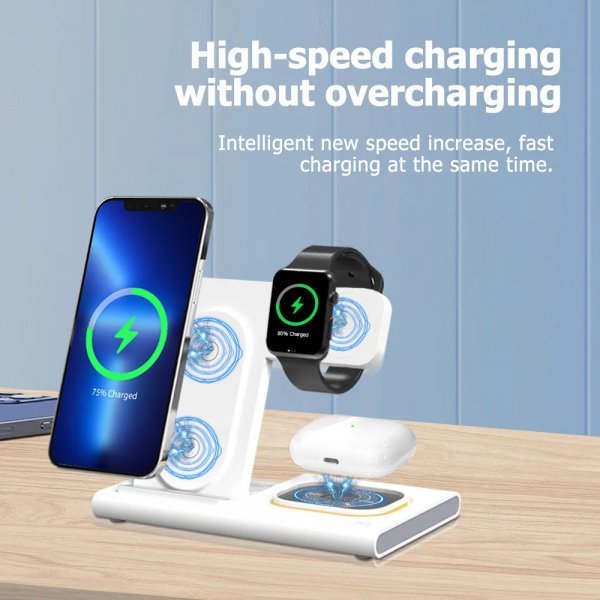 High-speed charging
without overcharging
Intelligent new speed increase, fast
charging at the same time.
75% Charged
80% Charged